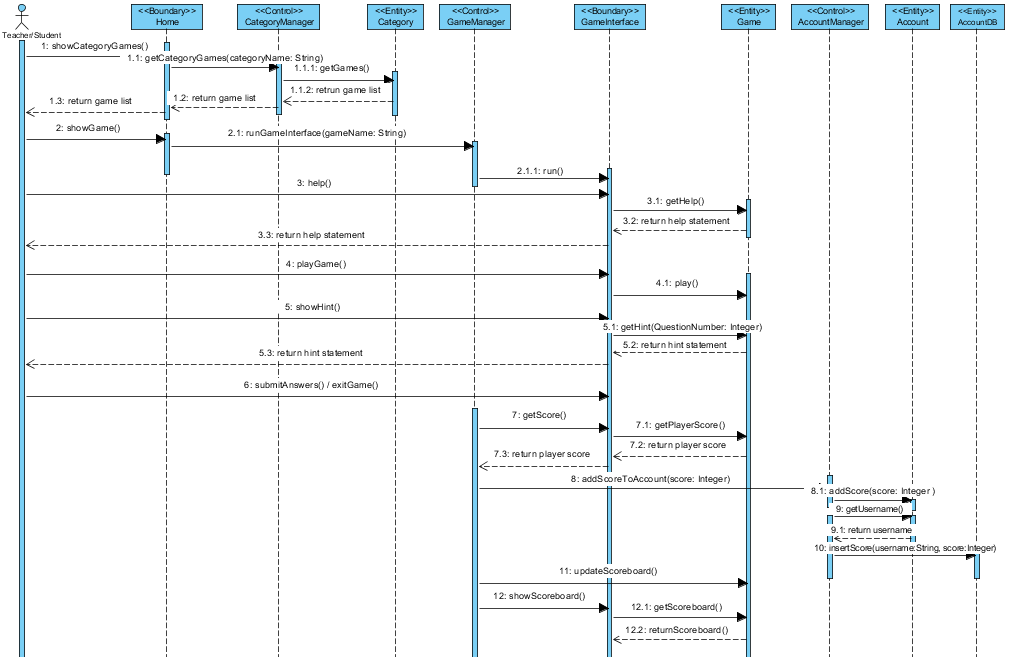 <<Boundary>>
Home
<<Control>>
CategoryManager
<<Entity>>
Category
<<Control>>
GameManager
<<Boundary>>
GameInterface
<<Entity>>
Game
<<Control>>
AccountManager
<<Entity>>
Account
<<Entity>>
AccountDB
Teacher/Student
1: showCategoryGames()
1.1: getCategoryGames(categoryName: String)
1.1.1: getGames()
1.1.2: retrun game list
1.2: return game list
1.3: return game list
2: showGame()
2.1: runGameInterface(gameName: String)
2.1.1: run()
3: help()
3.1: getHelp()
3.2: return help statement
3.3: return help statement
4: playGame()
4.1: play()
5: showHint()
5.1: getHint(QuestionNumber: Integer)
5.2: return hint statement
5.3: return hint statement
6: submitAnswers() / exitGame()
7: getScore()
7.1: getPlayerScore()
7.2: return player score
7.3: return player score
8: addScoreToAccount(score: Integer)
8.1: addScore(score: Integer )
9: getUsername()
9.1: return username
10: insertScore(username:String, score:Integer)
11: updateScoreboard()
12: showScoreboard()
12.1: getScoreboard()
12.2: returnScoreboard()